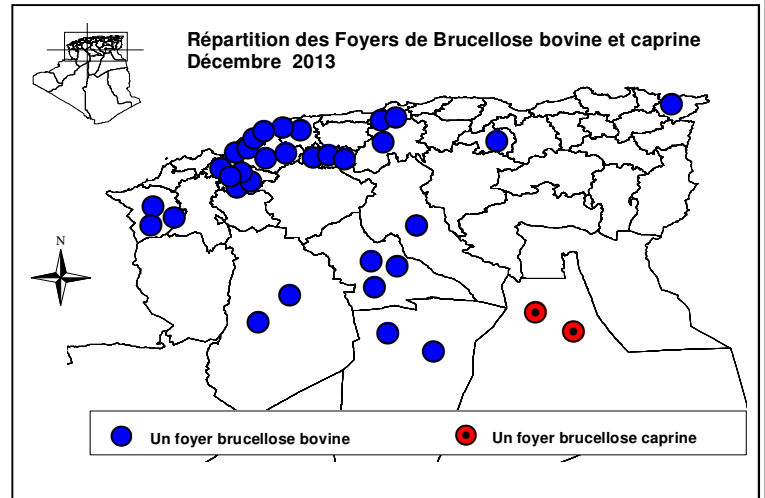 Répartition des Foyers de Brucellose bovine et caprine
Décembre 2013
N
Un foyer brucellose bovine
Un foyer brucellose caprine